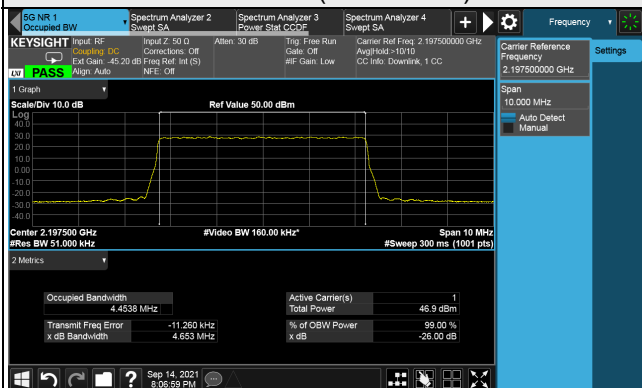 5G NR 1
Occupied BW
Spectrum Analyzer 2
Swept SA
Spectrum Analyzer 3
Power Stat CCDF
Spectrum Analyzer 4
Swept SA
Frequency
KEYSIGHT
Input: RF
Coupling: DC
Ext Gain: -45.20 dB
Align: Auto
LXI
PASS
Input Z: 50 Ω
Corrections: Off
Freq Ref: Int (S)
NFE: Off
Atten: 30 dB
Trig: Free Run
Gate: Off
#IF Gain: Low
Carrier Ref Freq: 2.197500000 GHz
Avg|Hold:>10/10
CC Info: Downlink, 1 CC
Carrier Reference
Frequency
2.197500000 GHz
Settings
Span
10.000 MHz
Auto Detect
Manual
1 Graph
Scale/Div 10.0 dB
Ref Value 50.00 dBm
Log
40.0
30.0
20.0
10.0
0.00
-10.0
-20.0
-30.0
-40.0
Center 2.197500 GHz
#Video BW 160.00 kHz*
Span 10 MHz
#Res BW 51.000 kHz
#Sweep 300 ms (1001 pts)
2 Metrics
Occupied Bandwidth
4.4538 MHz
Active Carrier(s)
1
Total Power
46.9 dBm
Transmit Freq Error
-11.260 kHz
% of OBW Power
99.00 %
x dB Bandwidth
4.653 MHz
x dB
-26.00 dB
?
Sep 14, 2021
8:06:59 PM